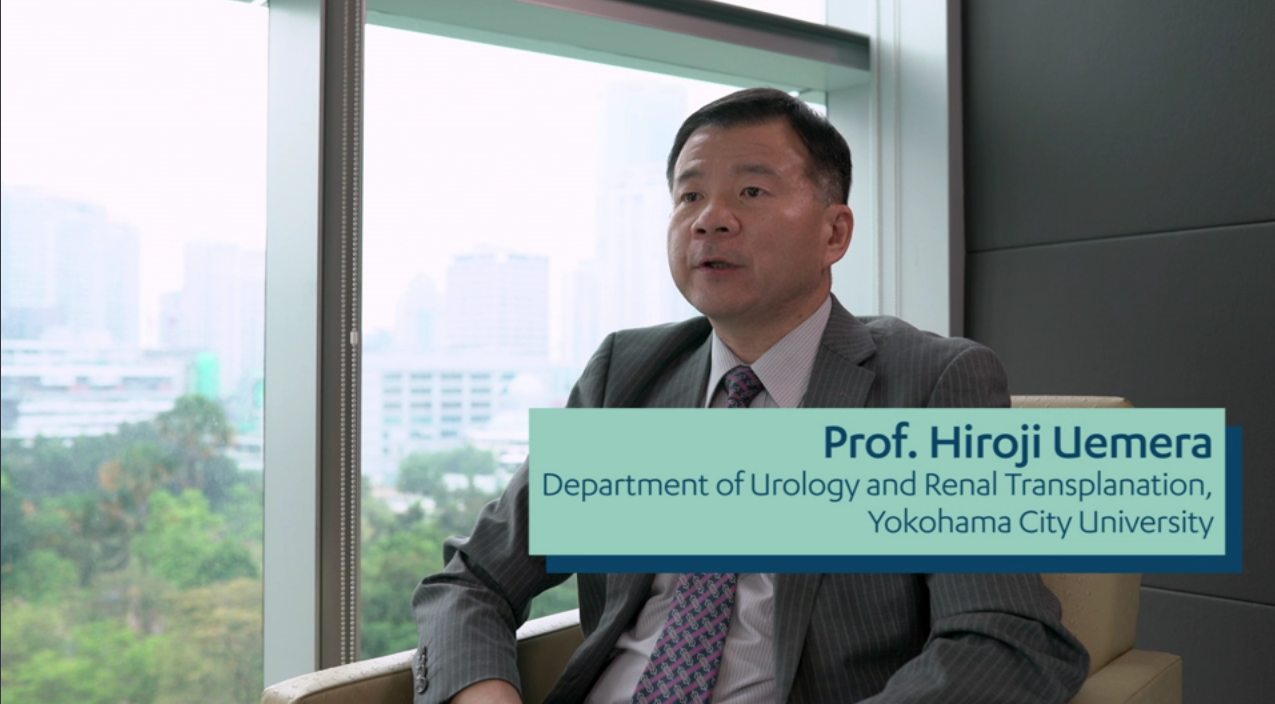 Prof. Hiroji Uemera
Department of Urology and Renal Transplanation,
Yokohama City University